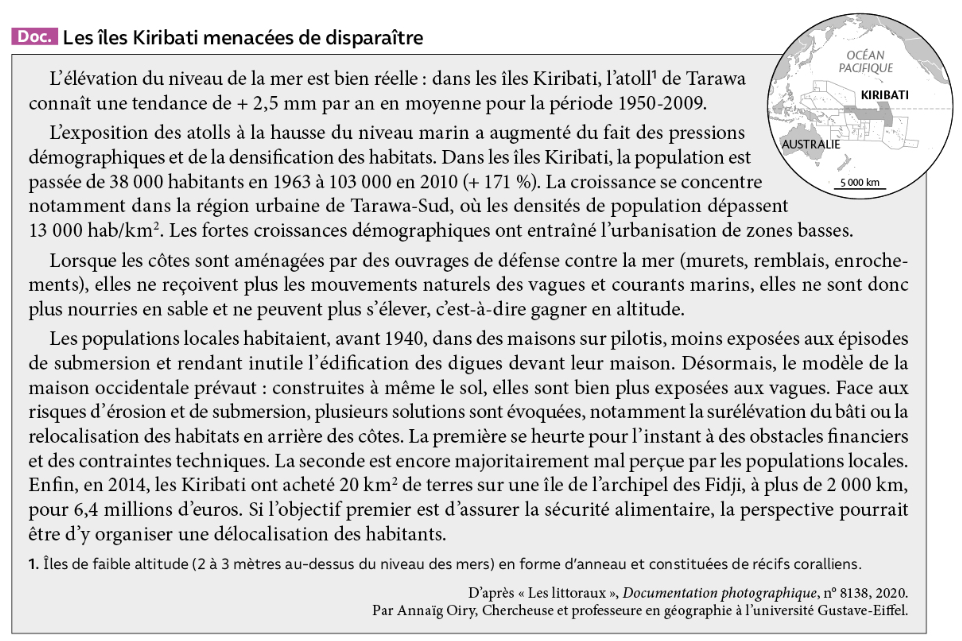 Doc. Les îles Kiribati menacées de disparaître
OCÉAN
PACIFIQUE
KIRIBATI
AUSTRALIE
5 000 km
L’élévation du niveau de la mer est bien réelle : dans les îles Kiribati, l’atoll¹ de Tarawa
connaît une tendance de + 2,5 mm par an en moyenne pour la période 1950-2009.
L’exposition des atolls à la hausse du niveau marin a augmenté du fait des pressions
démographiques et de la densification des habitats. Dans les îles Kiribati, la population est
passée de 38 000 habitants en 1963 à 103 000 en 2010 (+ 171 %). La croissance se concentre
notamment dans la région urbaine de Tarawa-Sud, où les densités de population dépassent
13 000 hab/km². Les fortes croissances démographiques ont entraîné l’urbanisation de zones basses.
Lorsque les côtes sont aménagées par des ouvrages de défense contre la mer (murets, remblais, enroche-
ments), elles ne reçoivent plus les mouvements naturels des vagues et courants marins, elles ne sont donc
plus nourries en sable et ne peuvent plus s’élever, c’est-à-dire gagner en altitude.
Les populations locales habitaient, avant 1940, dans des maisons sur pilotis, moins exposées aux épisodes
de submersion et rendant inutile l’édification des digues devant leur maison. Désormais, le modèle de la
maison occidentale prévaut : construites à même le sol, elles sont bien plus exposées aux vagues. Face aux
risques d’érosion et de submersion, plusieurs solutions sont évoquées, notamment la surélévation du bâti ou la
relocalisation des habitats en arrière des côtes. La première se heurte pour l’instant à des obstacles financiers
et des contraintes techniques. La seconde est encore majoritairement mal perçue par les populations locales.
Enfin, en 2014, les Kiribati ont acheté 20 km² de terres sur une île de l’archipel des Fidji, à plus de 2 000 km,
pour 6,4 millions d’euros. Si l’objectif premier est d’assurer la sécurité alimentaire, la perspective pourrait
être d’y organiser une délocalisation des habitants.
1. Îles de faible altitude (2 à 3 mètres au-dessus du niveau des mers) en forme d’anneau et constituées de récifs coralliens.
D’après « Les littoraux », Documentation photographique, n° 8138, 2020.
Par Annaïg Oiry, Chercheuse et professeure en géographie à l’université Gustave-Eiffel.